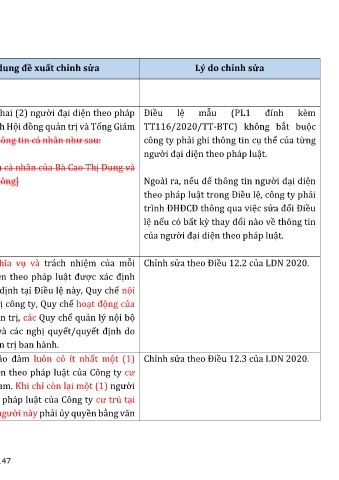 dung đề xuất chỉnh sửa
Lý do chỉnh sửa
hai (2) người đại diện theo pháp
h Hội đồng quản trị và Tổng Giám
ông tin cá nhân như sau:
n cá nhân của Bà Cao Thị Dung và
ông]
Điều lệ mẫu (PL1 đính kèm
TT116/2020/TT-BTC) không bắt buộc
công ty phải ghi thông tin cụ thể của từng
người đại diện theo pháp luật.
Ngoài ra, nếu để thông tin người đại diện
theo pháp luật trong Điều lệ, công ty phải
trình ĐHĐCĐ thông qua việc sửa đổi Điều
lệ nếu có bất kỳ thay đổi nào về thông tin
của người đại diện theo pháp luật.
hĩa vụ và trách nhiệm của mỗi
ện theo pháp luật được xác định
định tại Điều lệ này, Quy chế nội
ị công ty, Quy chế hoạt động của
n trị, các Quy chế quản lý nội bộ
và các nghị quyết/quyết định do
n trị ban hành.
Chỉnh sửa theo Điều 12.2 của LDN 2020.
ảo đảm luôn có ít nhất một (1)
ện theo pháp luật của Công ty cư
am. Khi chỉ còn lại một (1) người
pháp luật của Công ty cư trú tại
người này phải ủy quyền bằng văn
Chỉnh sửa theo Điều 12.3 của LDN 2020.
47